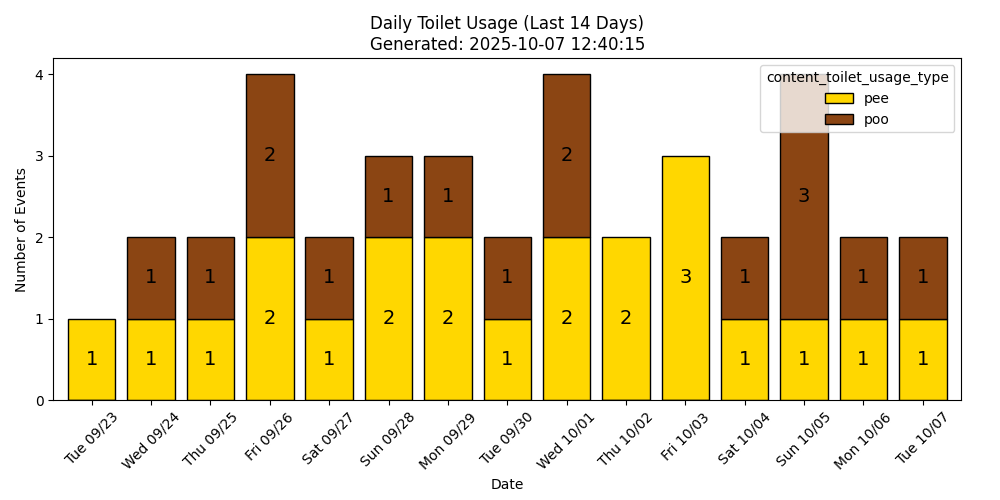 Daily Toilet Usage (Last 14 Days)
Generated: 2025-10-07 12:40:15
content_toilet_usage_type
pee
poo
Number of Events
4
3
2
1
0
2
2
1
1
1
1
1
1
3
1
1
1
1
1
1
2
1
2
2
1
2
2
3
1
1
1
1
Tue 09/23
Wed 09/24
Thu 09/25
Fri 09/26
Sat 09/27
Sun 09/28
Mon 09/29
Tue 09/30
Wed 10/01
Thu 10/02
Fri 10/03
Sat 10/04
Sun 10/05
Mon 10/06
Tue 10/07
Date